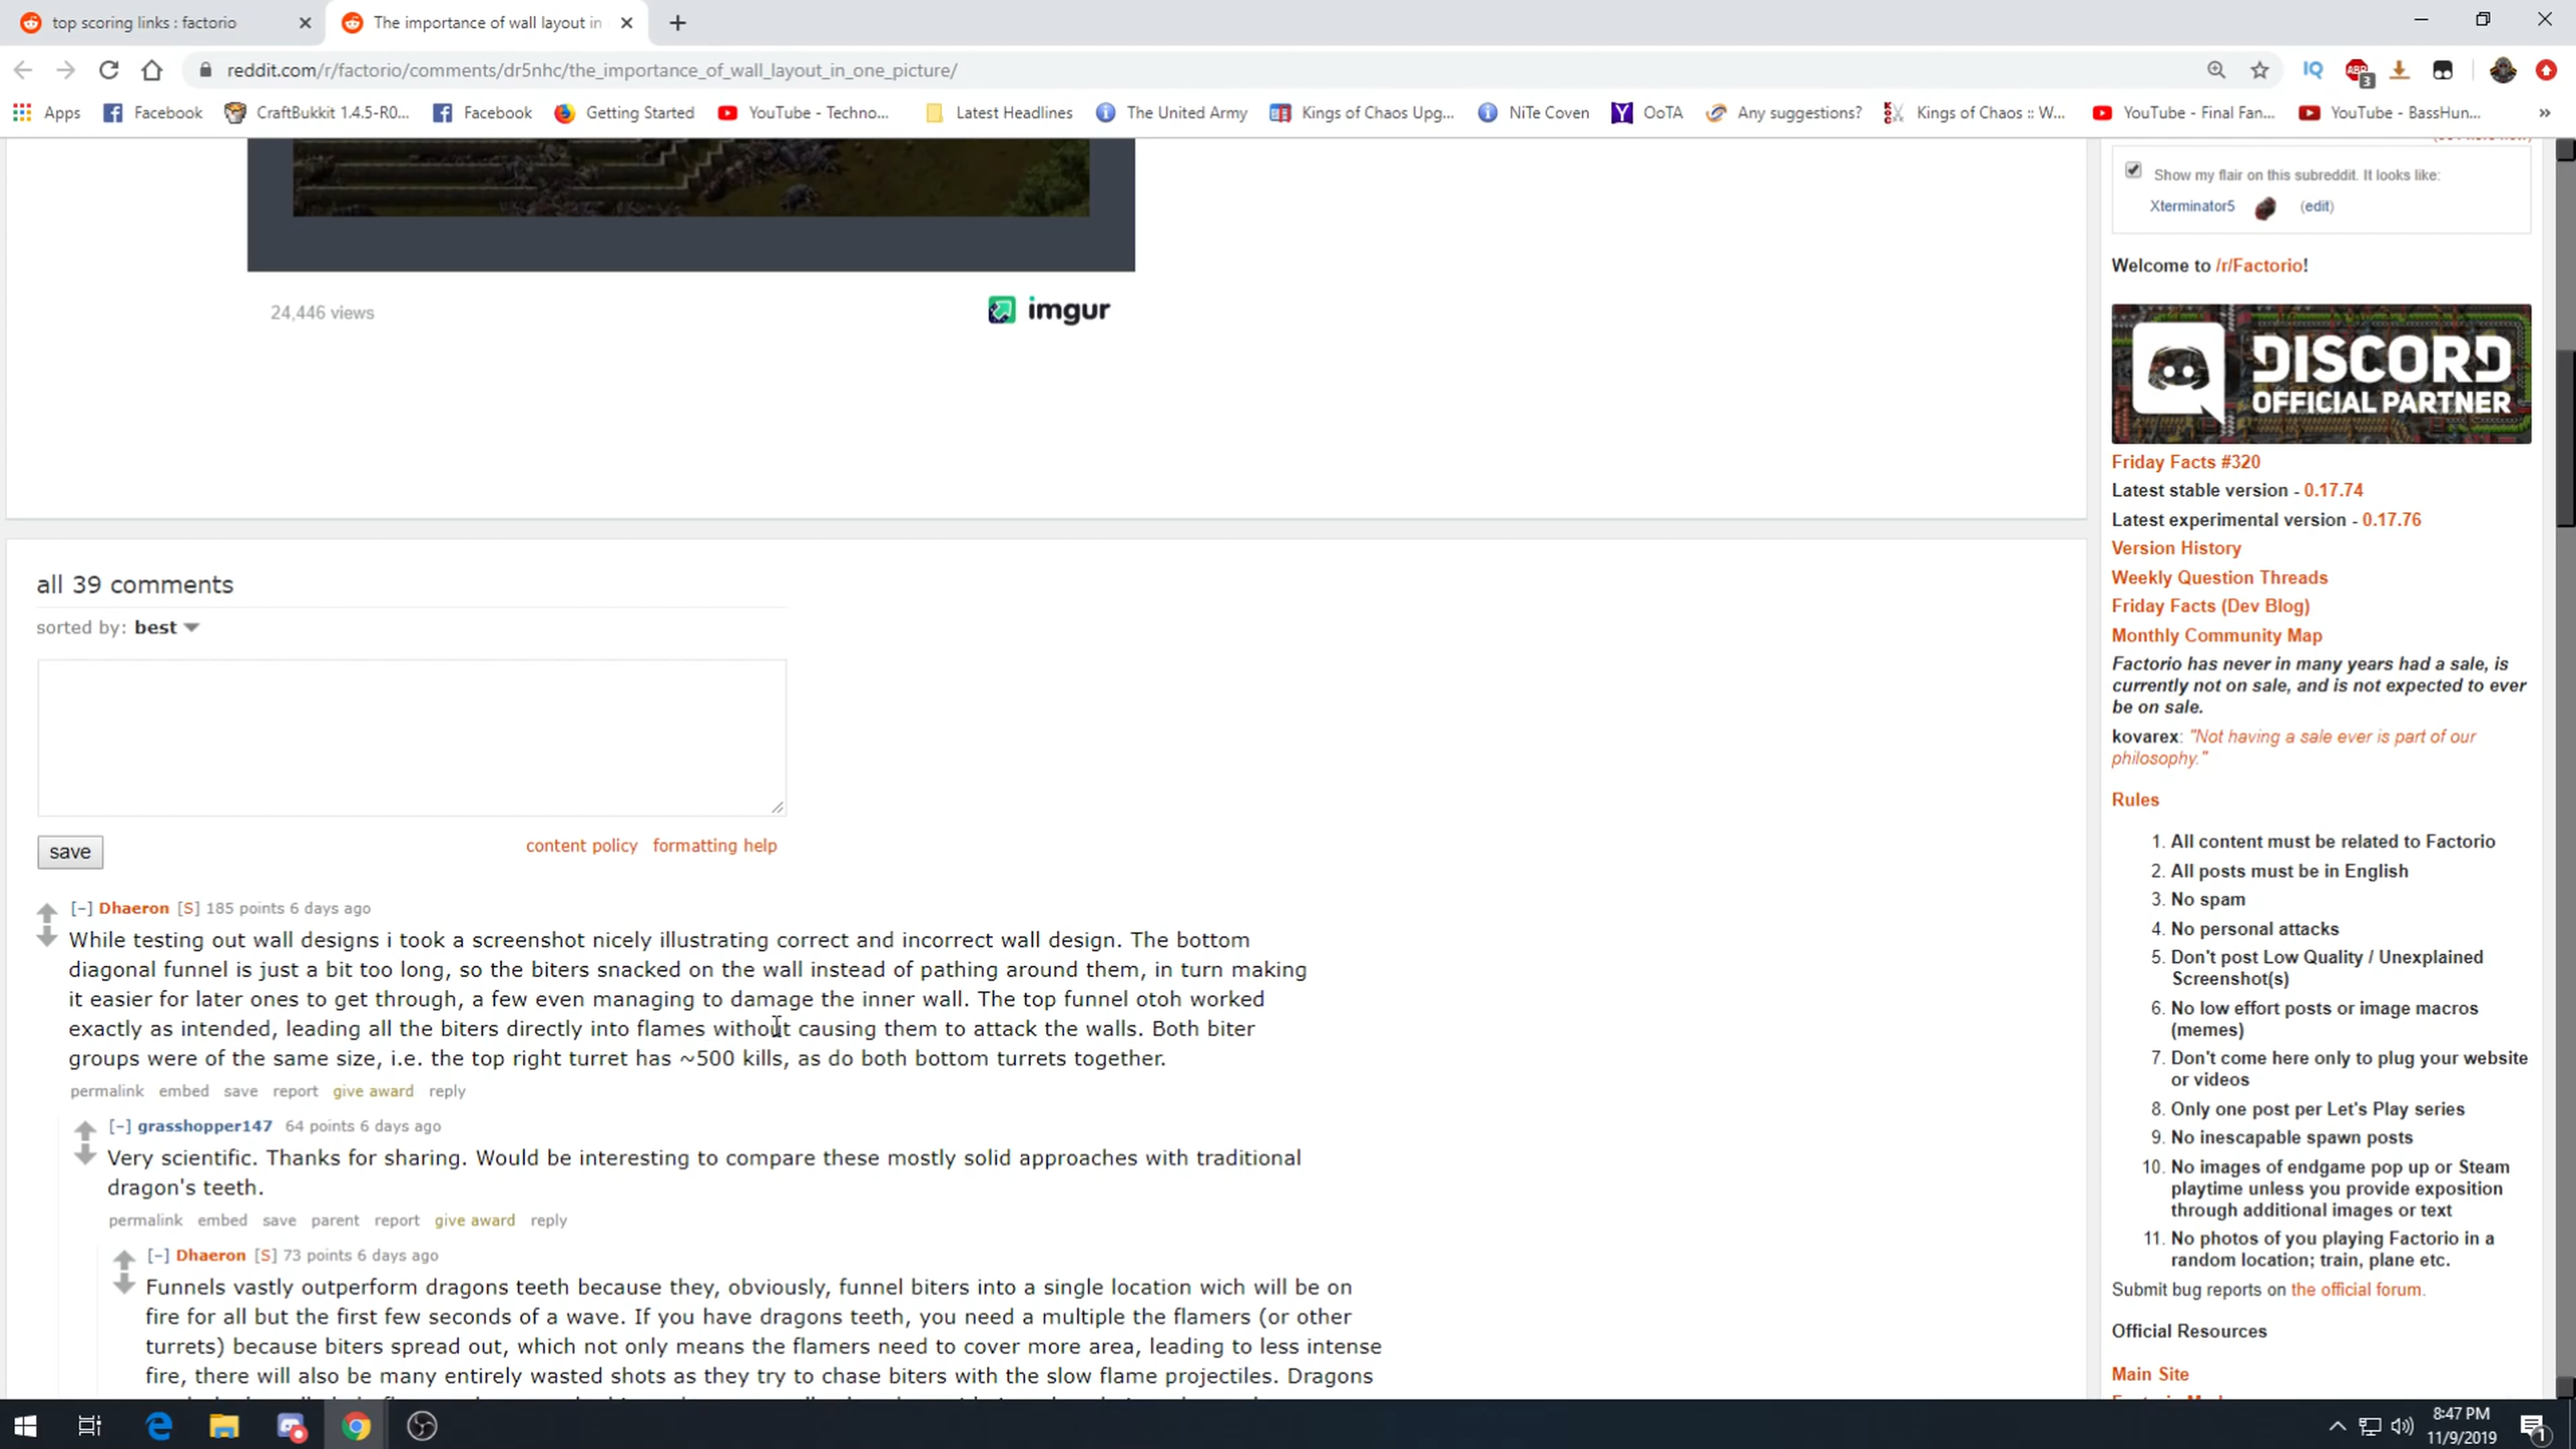 top scoring links : factorio
The importance of wall layout in
reddit.com/r/factorio/comments/dr5nhc/the_importance_of_wall_layout_in_one_picture/
IQ
ABP
3
Apps
Facebook
CraftBukkit 1.4.5-R0...
Facebook
Getting Started
YouTube - Techno...
Latest Headlines
The United Army
Kings of Chaos Upg...
NiTe Coven
OoTA
Any suggestions?
Kings of Chaos :: W...
YouTube - Final Fan...
YouTube - BassHun...
24,446 views
imgur
all 39 comments
sorted by: best
save
content policy formatting help
[–] Dhaeron [S] 185 points 6 days ago
While testing out wall designs i took a screenshot nicely illustrating correct and incorrect wall design. The bottom
diagonal funnel is just a bit too long, so the biters snacked on the wall instead of pathing around them, in turn making
it easier for later ones to get through, a few even managing to damage the inner wall. The top funnel otoh worked
exactly as intended, leading all the biters directly into flames without causing them to attack the walls. Both biter
groups were of the same size, i.e. the top right turret has ~500 kills, as do both bottom turrets together.
permalink embed save report give award reply
[–] grasshopper147 64 points 6 days ago
Very scientific. Thanks for sharing. Would be interesting to compare these mostly solid approaches with traditional
dragon's teeth.
permalink embed save parent report give award reply
[–] Dhaeron [S] 73 points 6 days ago
Funnels vastly outperform dragons teeth because they, obviously, funnel biters into a single location wich will be on
fire for all but the first few seconds of a wave. If you have dragons teeth, you need a multiple the flamers (or other
turrets) because biters spread out, which not only means the flamers need to cover more area, leading to less intense
fire, there will also be many entirely wasted shots as they try to chase biters with the slow flame projectiles. Dragons
Show my flair on this subreddit. It looks like:
Xterminator5 (edit)
Welcome to /r/Factorio!
DISCORD
OFFICIAL PARTNER
Friday Facts #320
Latest stable version - 0.17.74
Latest experimental version - 0.17.76
Version History
Weekly Question Threads
Friday Facts (Dev Blog)
Monthly Community Map
Factorio has never in many years had a sale, is
currently not on sale, and is not expected to ever
be on sale.
kovarex: "Not having a sale ever is part of our
philosophy."
Rules
1. All content must be related to Factorio
2. All posts must be in English
3. No spam
4. No personal attacks
5. Don't post Low Quality / Unexplained
Screenshot(s)
6. No low effort posts or image macros
(memes)
7. Don't come here only to plug your website
or videos
8. Only one post per Let's Play series
9. No inescapable spawn posts
10. No images of endgame pop up or Steam
playtime unless you provide exposition
through additional images or text
11. No photos of you playing Factorio in a
random location; train, plane etc.
Submit bug reports on the official forum.
Official Resources
Main Site
8:47 PM
11/9/2019
1